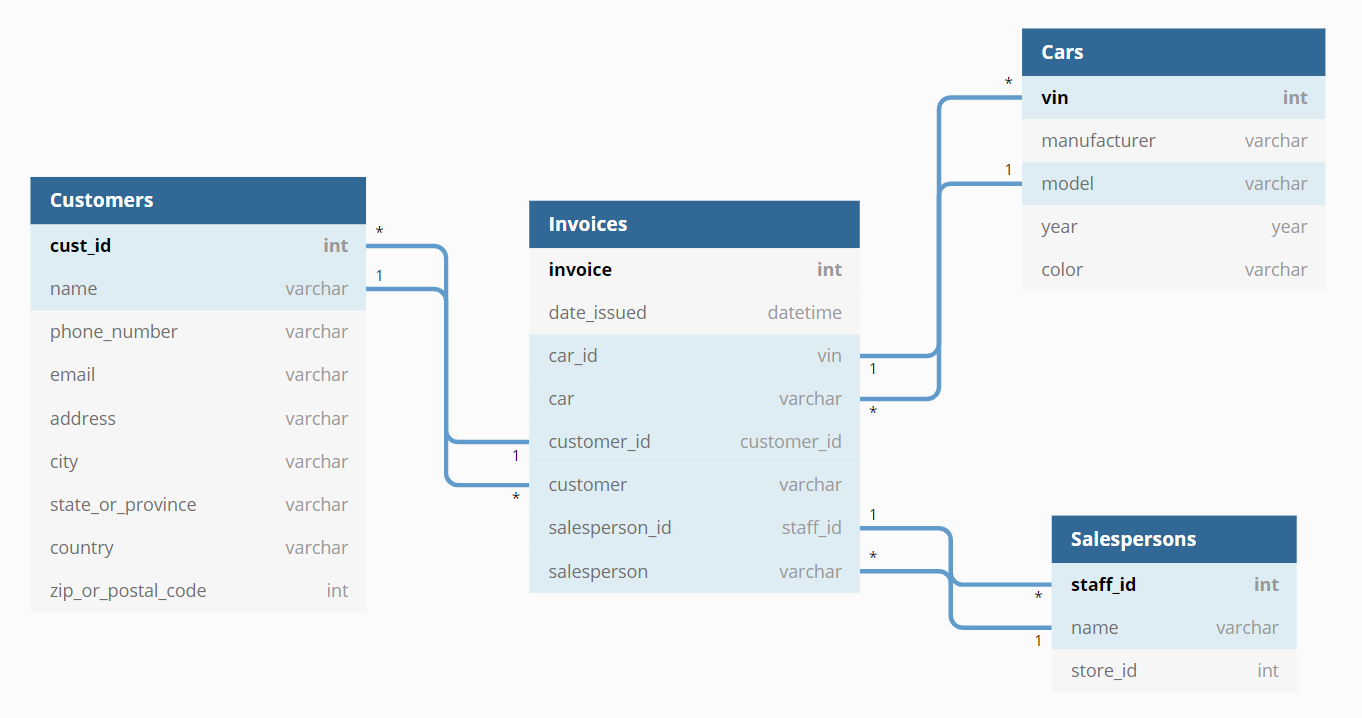 Customers
cust_id int
name varchar
phone_number varchar
email varchar
address varchar
city varchar
state_or_province varchar
country varchar
zip_or_postal_code int
*
1
1
*
Invoices
invoice int
date_issued datetime
car_id vin
car varchar
customer_id customer_id
customer varchar
salesperson_id staff_id
salesperson varchar
1
*
1
*
*
1
Cars
vin int
manufacturer varchar
model varchar
year year
color varchar
*
1
Salespersons
staff_id int
name varchar
store_id int